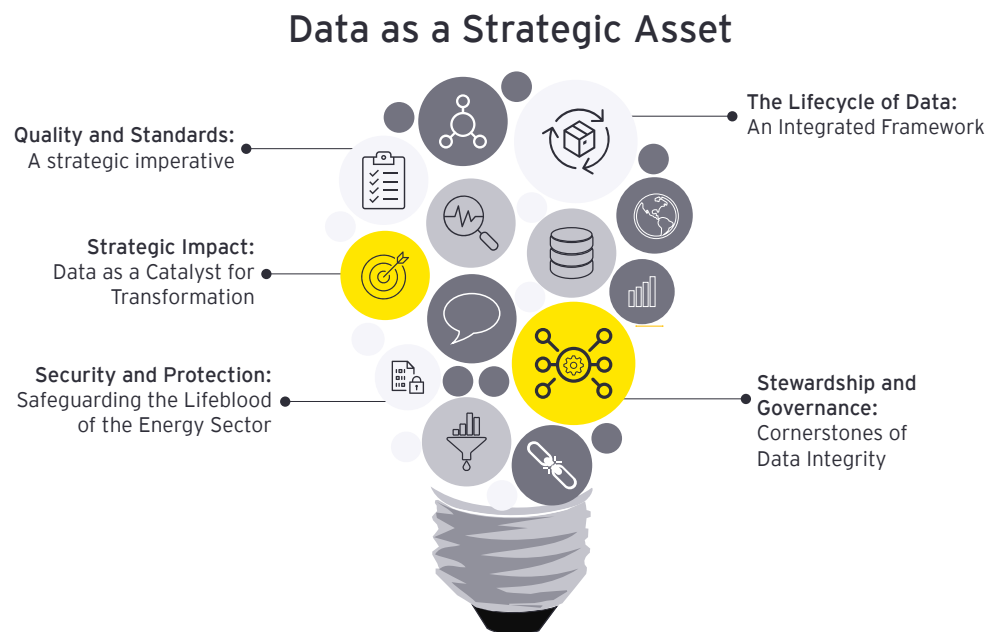 Data as a Strategic Asset
Quality and Standards:
A strategic imperative
Strategic Impact:
Data as a Catalyst for
Transformation
Security and Protection:
Safeguarding the Lifeblood
of the Energy Sector
The Lifecycle of Data:
An Integrated Framework
Stewardship and
Governance:
Cornerstones of
Data Integrity